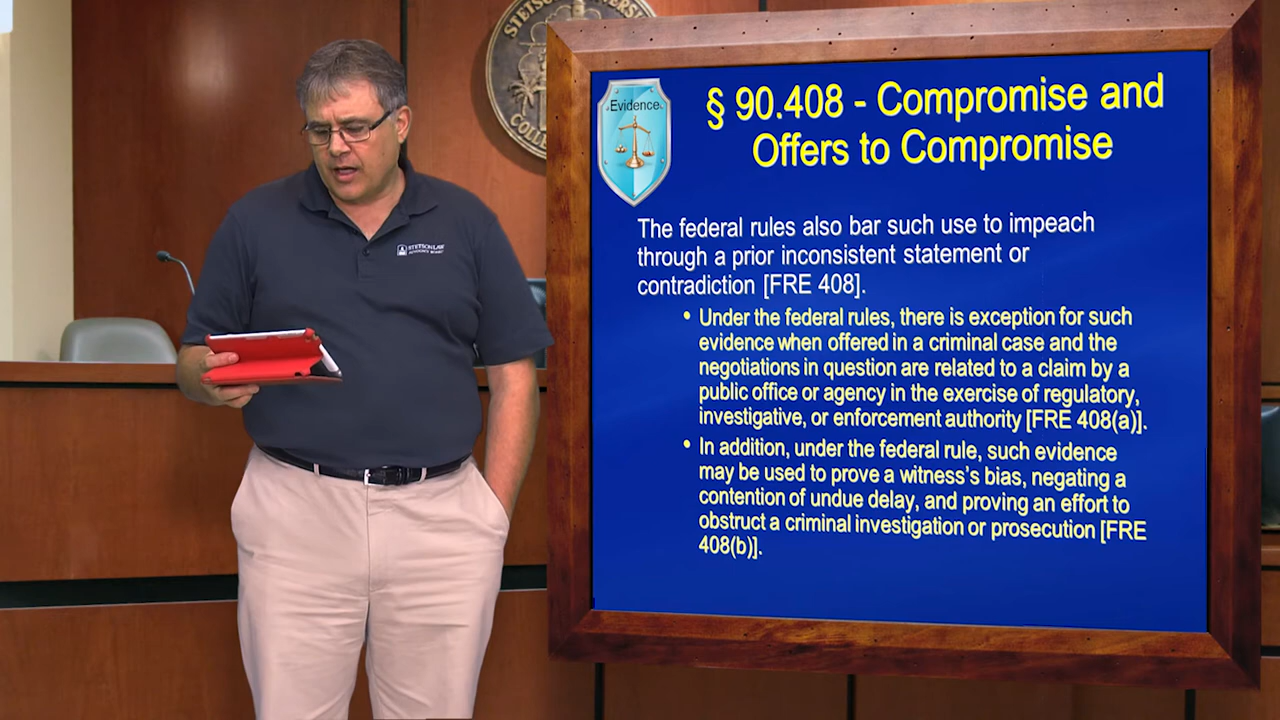 STETSON UNIVERSITY
COLLE
Evidence
§ 90.408 - Compromise and
Offers to Compromise
The federal rules also bar such use to impeach
through a prior inconsistent statement or
contradiction [FRE 408].
• Under the federal rules, there is exception for such
evidence when offered in a criminal case and the
negotiations in question are related to a claim by a
public office or agency in the exercise of regulatory,
investigative, or enforcement authority [FRE 408(a)].
• In addition, under the federal rule, such evidence
may be used to prove a witness's bias, negating a
contention of undue delay, and proving an effort to
obstruct a criminal investigation or prosecution [FRE
408(b)].
STETSON LAW
ADVOCACY BOARD